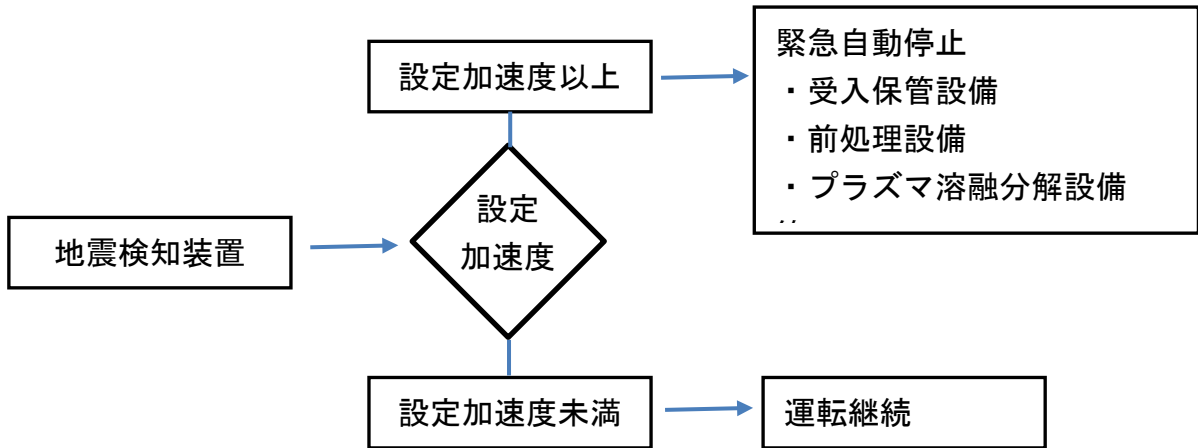 地震検知装置
設定
加速度
設定加速度以上
緊急自動停止
・受入保管設備
・前処理設備
・プラズマ溶融分解設備
設定加速度未満
運転継続